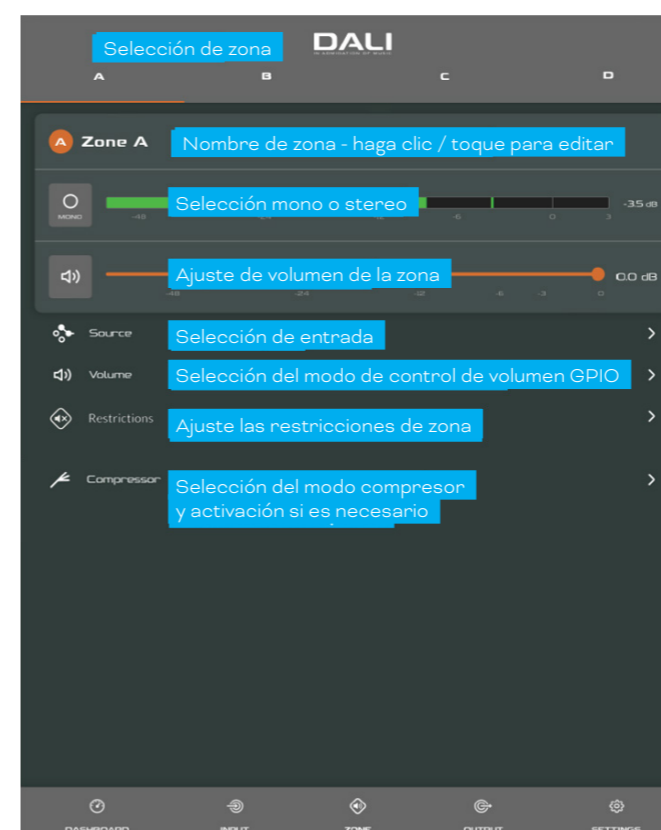 Selección de zona
DALI
A B C D
A Zone A
Nombre de zona - haga clic / toque para editar
MONO
Selección mono o stereo
-3.5 dB
-48 -24 -12 -6 0 3
Ajuste de volumen de la zona
0.0 dB
-48 -24 -12 -6 -3 0
Source
Selección de entrada
Volume
Selección del modo de control de volumen GPIO
Restrictions
Ajuste las restricciones de zona
Compressor
Selección del modo compresor
y activación si es necesario
DASHBOARD INPUT ZONE OUTPUT SETTINGS